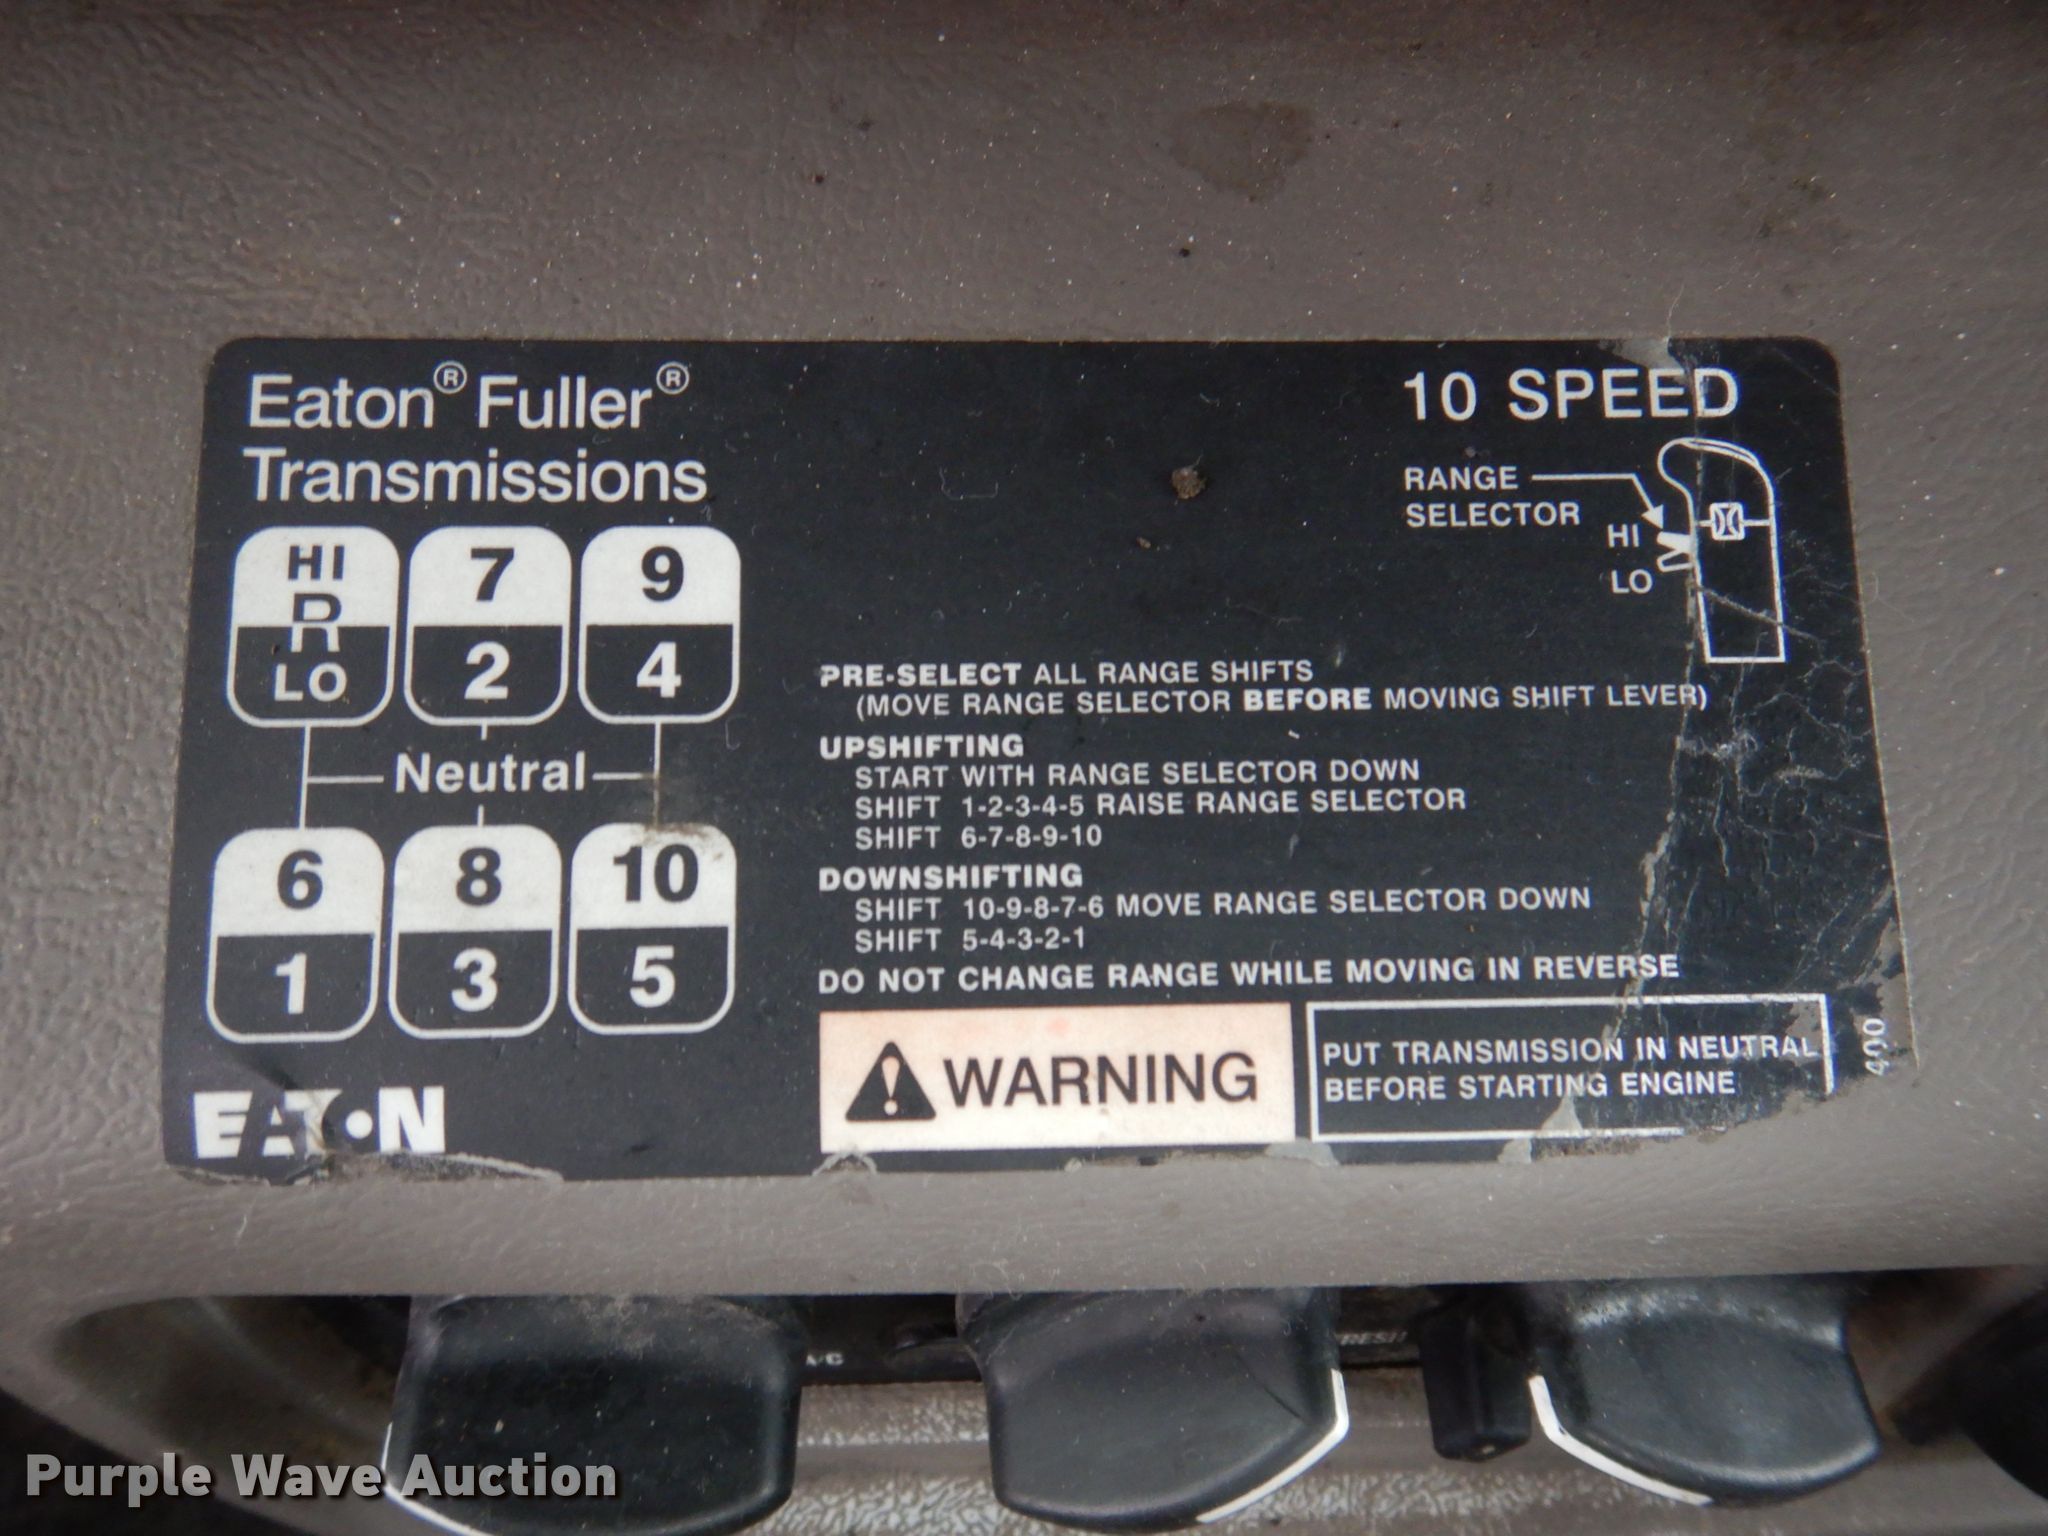 Eaton® Fuller®
Transmissions
HI
R
LO
7
2
9
4
Neutral
6
1
8
3
10
5
EATON
10 SPEED
RANGE
SELECTOR
HI
LO
PRE-SELECT ALL RANGE SHIFTS
(MOVE RANGE SELECTOR BEFORE MOVING SHIFT LEVER)
UPSHIFTING
START WITH RANGE SELECTOR DOWN
SHIFT 1-2-3-4-5 RAISE RANGE SELECTOR
SHIFT 6-7-8-9-10
DOWNSHIFTING
SHIFT 10-9-8-7-6 MOVE RANGE SELECTOR DOWN
SHIFT 5-4-3-2-1
DO NOT CHANGE RANGE WHILE MOVING IN REVERSE
WARNING
PUT TRANSMISSION IN NEUTRAL
BEFORE STARTING ENGINE
400
A/C
Purple Wave Auction